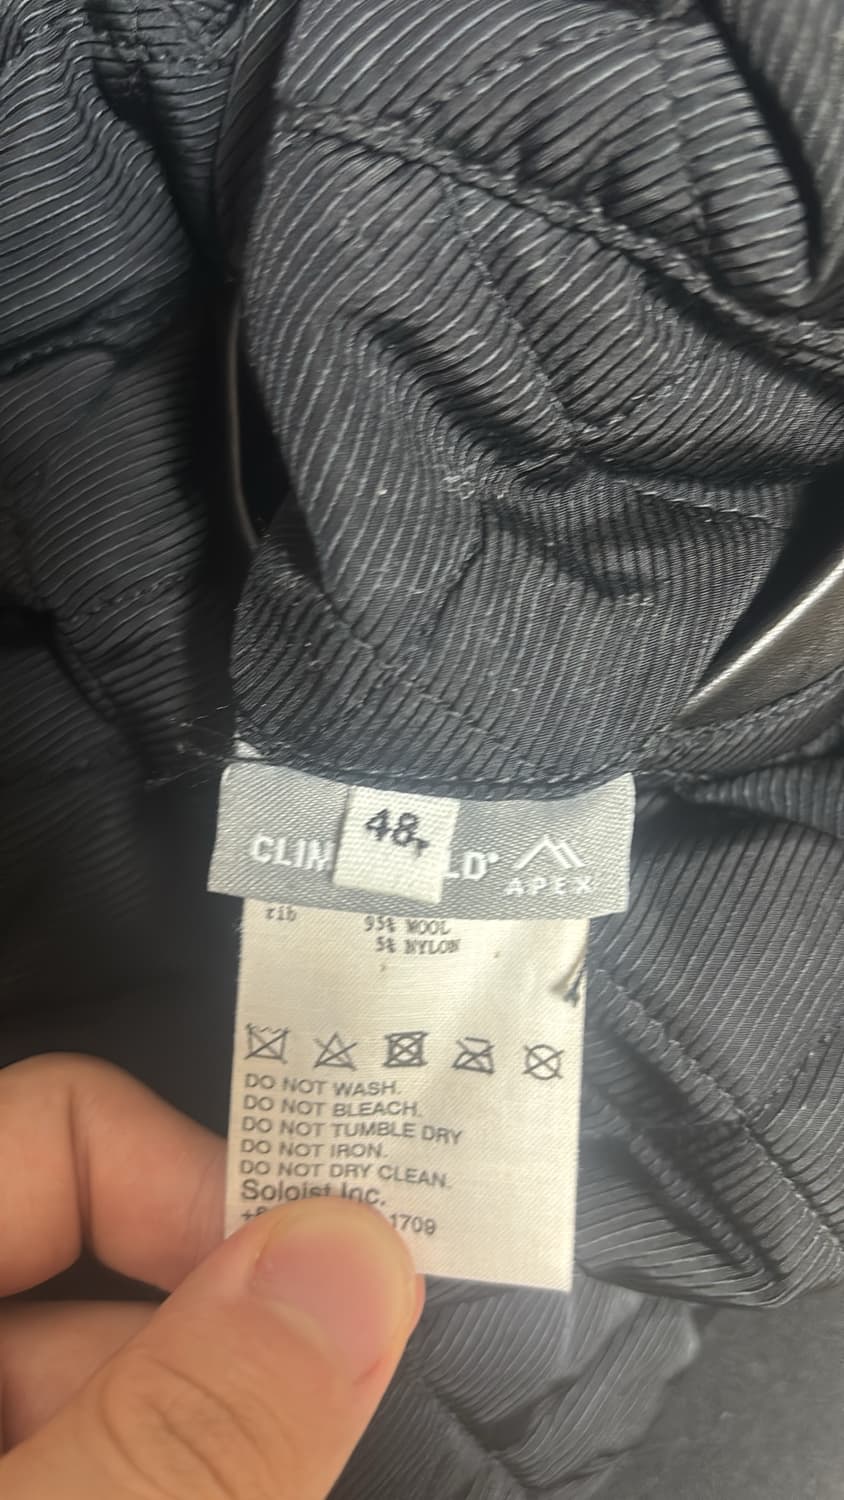 48
CLIM LD®
APEX
rib 95% WOOL
5% NYLON
DO NOT WASH.
DO NOT BLEACH.
DO NOT TUMBLE DRY
DO NOT IRON.
DO NOT DRY CLEAN.
Soloist Inc.
1709